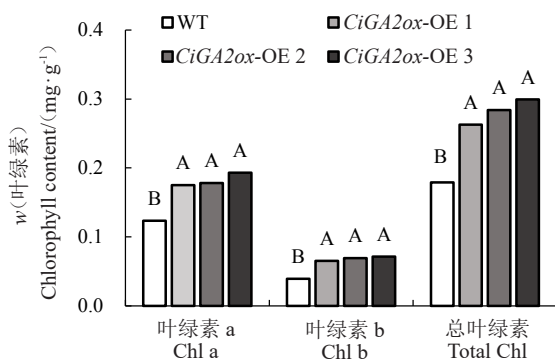 WT CiGA2ox-OE 1
CiGA2ox-OE 2 CiGA2ox-OE 3
w(叶绿素)
Chlorophyll content/(mg·g⁻¹)
0.4
0.3
0.2
0.1
0.0
B A A A
B A A A
B A A A
叶绿素 a
Chl a
叶绿素 b
Chl b
总叶绿素
Total Chl